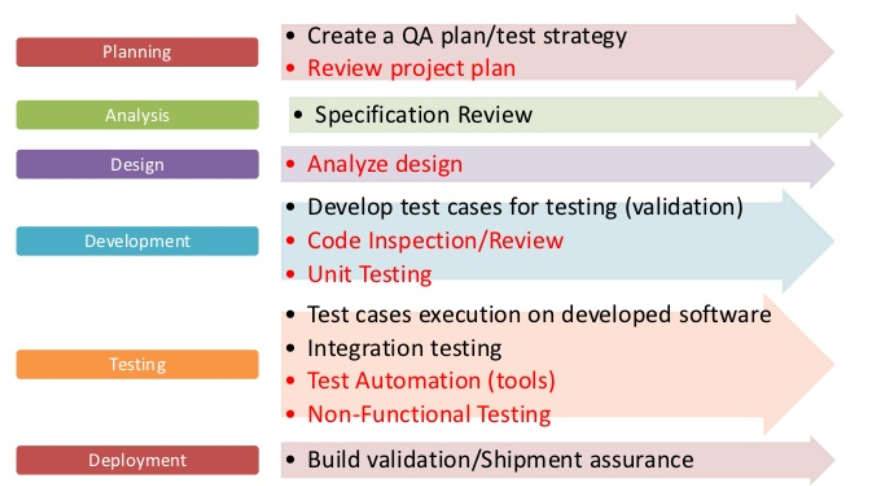 Planning
• Create a QA plan/test strategy
• Review project plan
Analysis
• Specification Review
Design
• Analyze design
Development
• Develop test cases for testing (validation)
• Code Inspection/Review
• Unit Testing
Testing
• Test cases execution on developed software
• Integration testing
• Test Automation (tools)
• Non-Functional Testing
Deployment
• Build validation/Shipment assurance